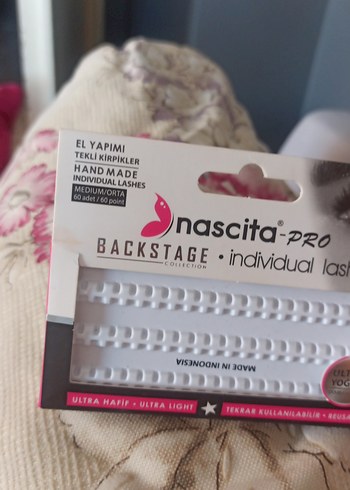 EL YAPIMI
TEKLİ KİRPİKLER
HAND MADE
INDIVIDUAL LASHES
MEDIUM/ORTA
60 adet / 60 point
nascita®-PRO
BACKSTAGE • individual
COLLECTION
MADE IN INDONESIA
ULTRA HAFİF • ULTRA LIGHT ★ TEKRAR KULLANILABİLİR •